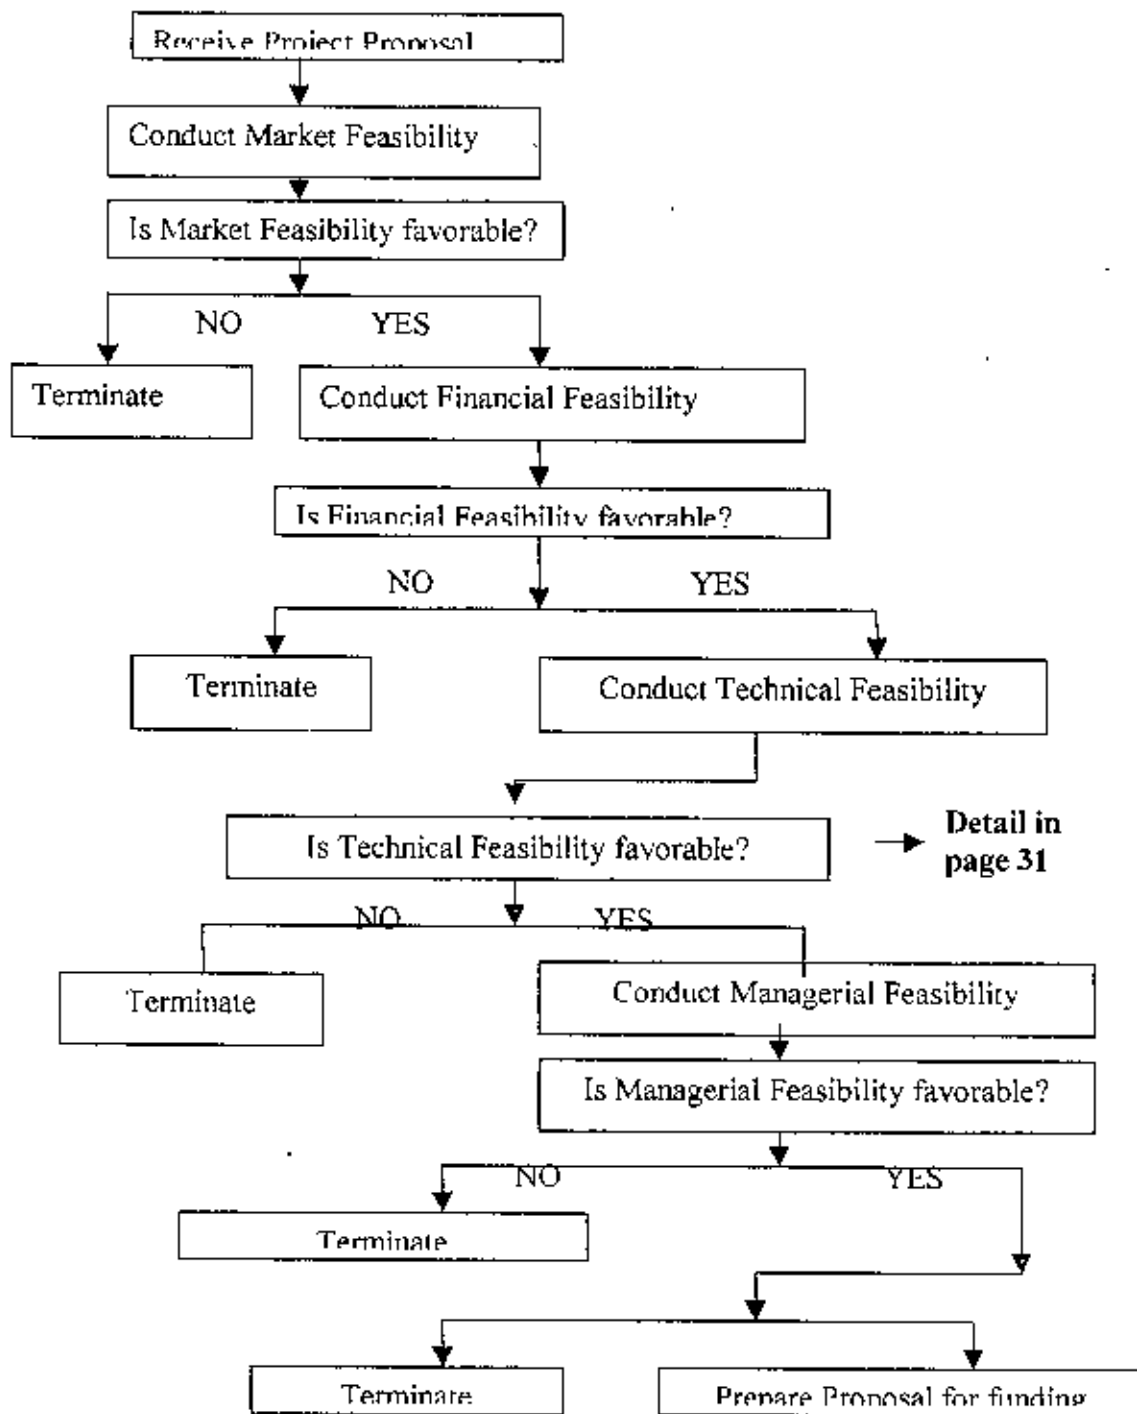 Receive Project Proposal
Conduct Market Feasibility
Is Market Feasibility favorable?
NO YES
Terminate Conduct Financial Feasibility
Is Financial Feasibility favorable?
NO YES
Terminate Conduct Technical Feasibility
Is Technical Feasibility favorable?
Detail in
page 31
NO YES
Terminate Conduct Managerial Feasibility
Is Managerial Feasibility favorable?
NO YES
Terminate
Terminate Prepare Proposal for funding